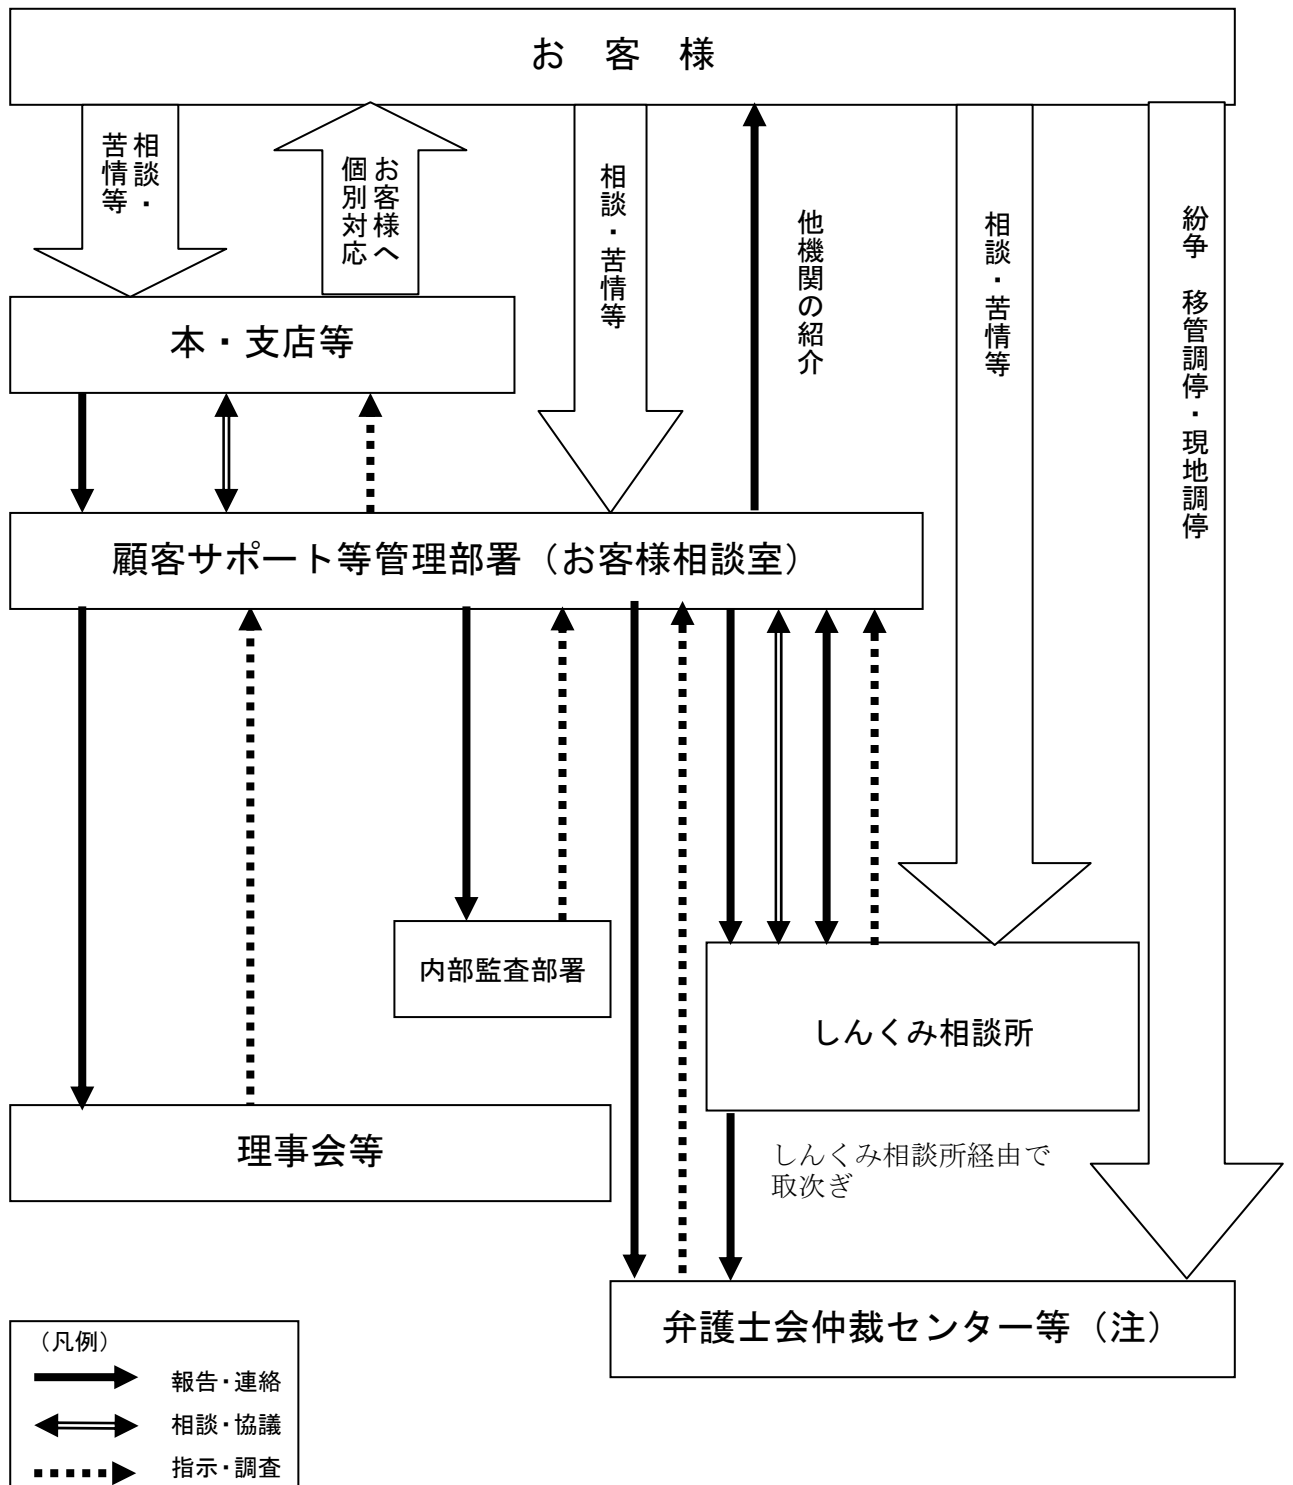 お　客　様
相談・
苦情等
お客様へ
個別対応
相談・苦情等
他機関の紹介
相談・苦情等
紛争　移管調停・現地調停
本・支店等
顧客サポート等管理部署（お客様相談室）
内部監査部署
しんくみ相談所
理事会等
しんくみ相談所経由で
取次ぎ
弁護士会仲裁センター等（注）
（凡例）
報告・連絡
相談・協議
指示・調査